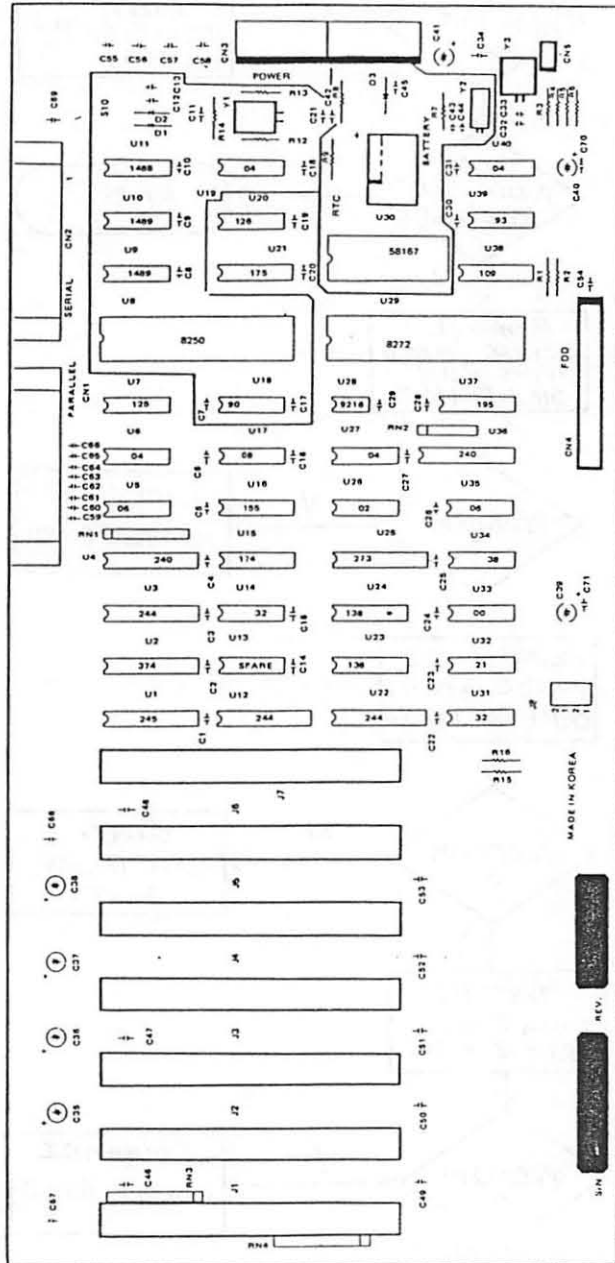 C55 C56 C57 C58
CN3
C41
C34
Y3
CN5
POWER
C69
S10
C13
C12
D2
D1
C11
R14
Y1
R13
R12
C21
C42
R8
R9
D3
C45
BATTERY
R7
C43
C44
Y2
C32
C33
R3
R4
R5
R6
U11
1488
C10
04
C18
RTC
U30
C31
U40
04
C40
C70
U10
1489
C9
U19
U20
126
C19
C30
U39
93
U9
1489
C8
U21
175
C20
58167
U38
109
R1
R2
C54
CN2
SERIAL
1
U8
8250
U29
8272
FDD
CN4
PARALLEL
CN1
U7
125
C7
U18
90
C17
U28
9216
C29
C28
U37
195
U6
04
C6
U17
08
C16
U27
04
C27
RN2
U36
240
C66
C65
C64
C63
C62
C61
C60
C59
U5
06
C5
U16
155
U26
02
C26
U35
06
RN1
U4
240
C4
U15
174
U25
273
C25
U34
38
U3
244
C3
U14
32
C15
U24
138
C24
U33
00
C39
C71
U2
374
C2
U13
SPARE
C14
U23
138
C23
U32
21
U1
245
C1
U12
244
U22
244
C22
U31
32
2 1 2 1
R16
R15
MADE IN KOREA
J7
C68
C48
J6
C38
J5
C53
C37
J4
C52
REV.
C36
C47
J3
C51
C35
J2
C50
S/N
C67
C46
RN3
J1
C49
RN4